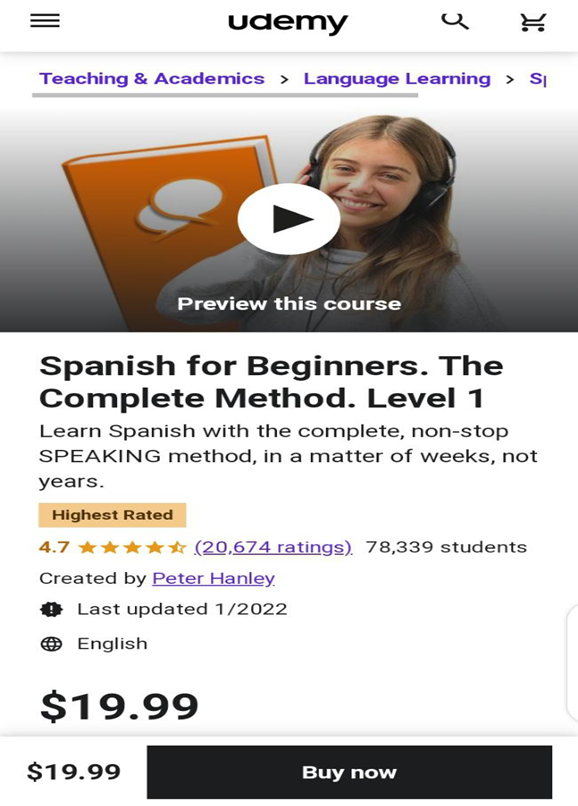 udemy
Teaching & Academics > Language Learning > Sp
Preview this course
Spanish for Beginners. The
Complete Method. Level 1
Learn Spanish with the complete, non-stop
SPEAKING method, in a matter of weeks, not
years.
Highest Rated
4.7 (20,674 ratings) 78,339 students
Created by Peter Hanley
Last updated 1/2022
English
$19.99
$19.99 Buy now